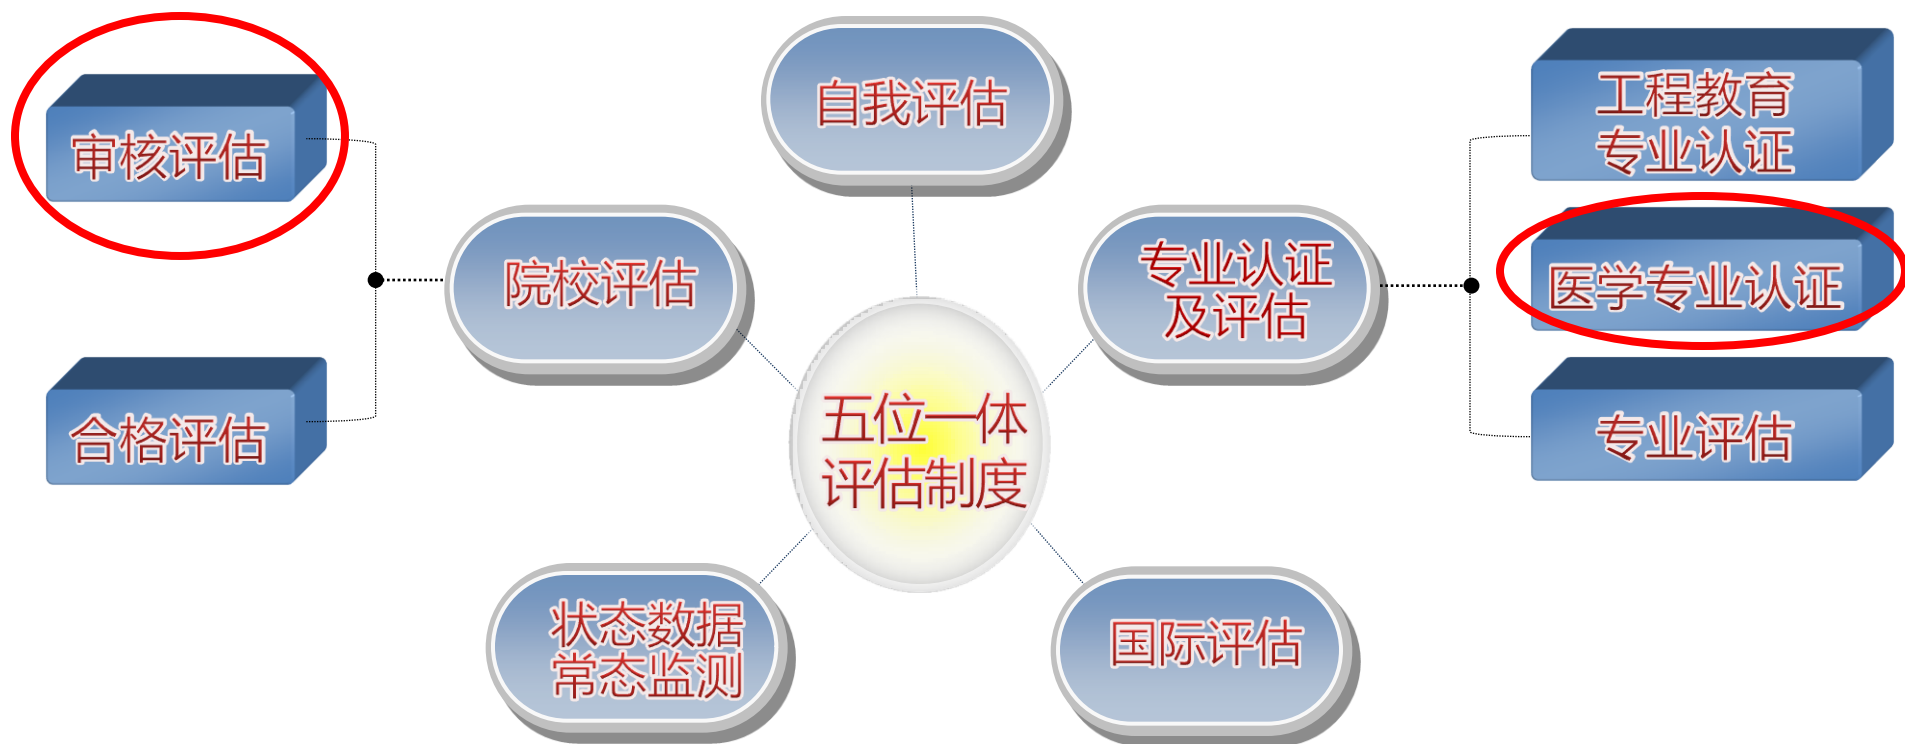 自我评估
工程教育
专业认证
审核评估
院校评估
专业认证
及评估
医学专业认证
五位一体
评估制度
合格评估
专业评估
状态数据
常态监测
国际评估